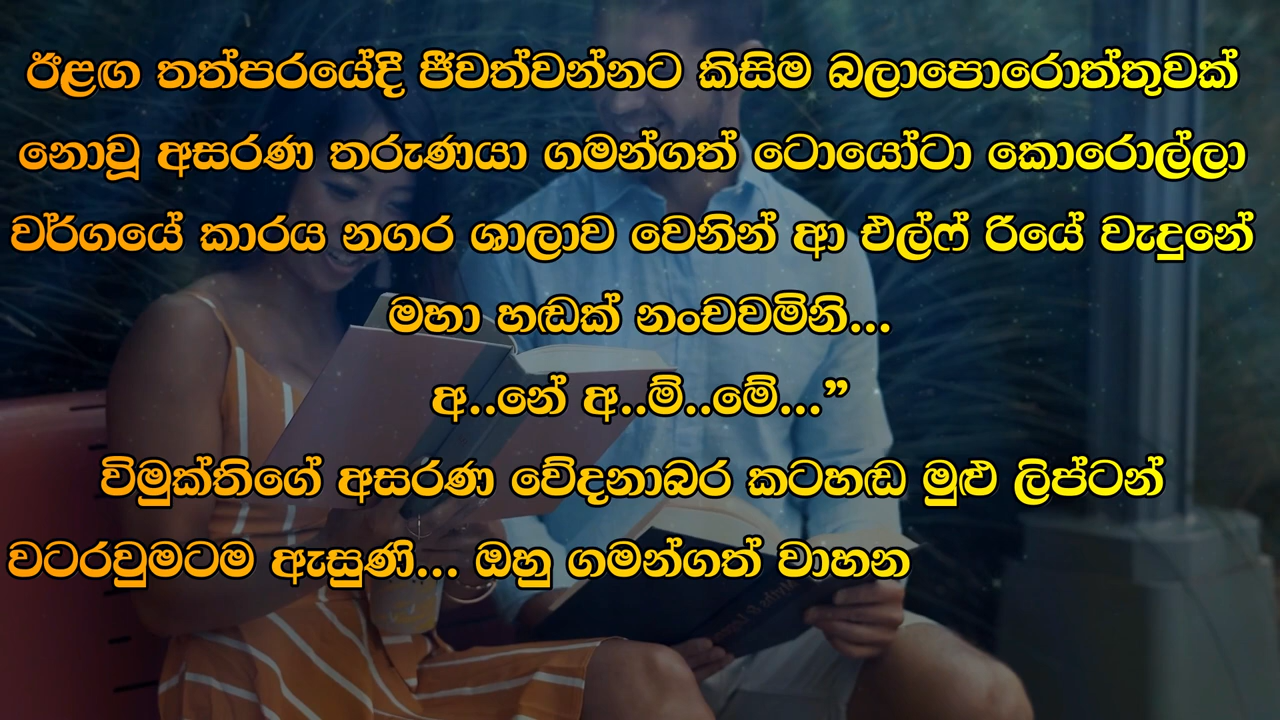 ඊළඟ තත්පරයේදී ජීවත්වන්නට කිසිම බලාපොරොත්තුවක්
නොවූ අසරණ තරුණයා ගමන්ගත් ටොයෝටා කොරොල්ලා
වර්ගයේ කාරය නගර ශාලාව වෙනින් ආ එල්ෆ් රියේ වැදුනේ
මහා හඬක් නංචවමිනි...
අ..නේ අ..ම්..මේ...”
විමුක්තිගේ අසරණ වේදනාබර කටහඬ මුළු ලිප්ටන්
වටරවුමටම ඇසුණි... ඔහු ගමන්ගත් වාහන